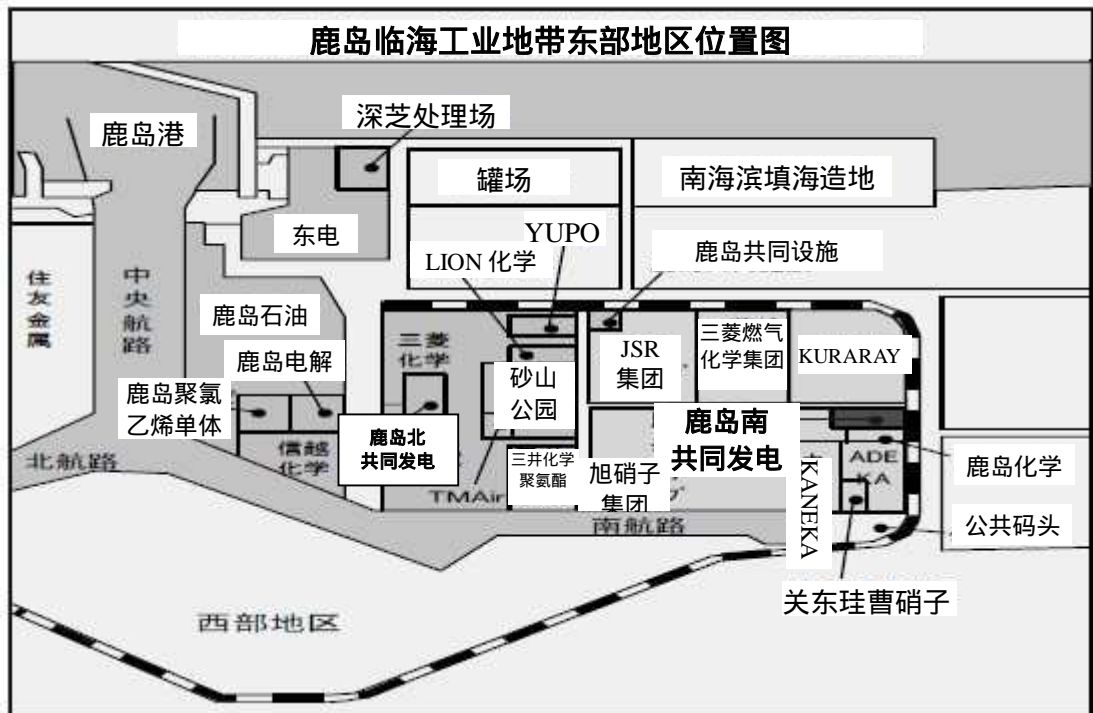 鹿岛临海工业地带东部地区位置图
深芝处理场
鹿岛港
罐场
南海滨填海造地
东电
YUPO
LION 化学
鹿岛共同设施
住友金属
中央航路
鹿岛石油
三菱
化学
JSR
集团
三菱燃气
化学集团
KURARAY
鹿岛电解
砂山
公园
鹿岛聚氯
乙烯单体
鹿岛北
共同发电
鹿岛南
共同发电
信越
化学
北航路
三井化学
聚氨酯
旭硝子
集团
TMAir
KANEKA
ADE
KA
鹿岛化学
南航路
公共码头
关东珪曹硝子
西部地区